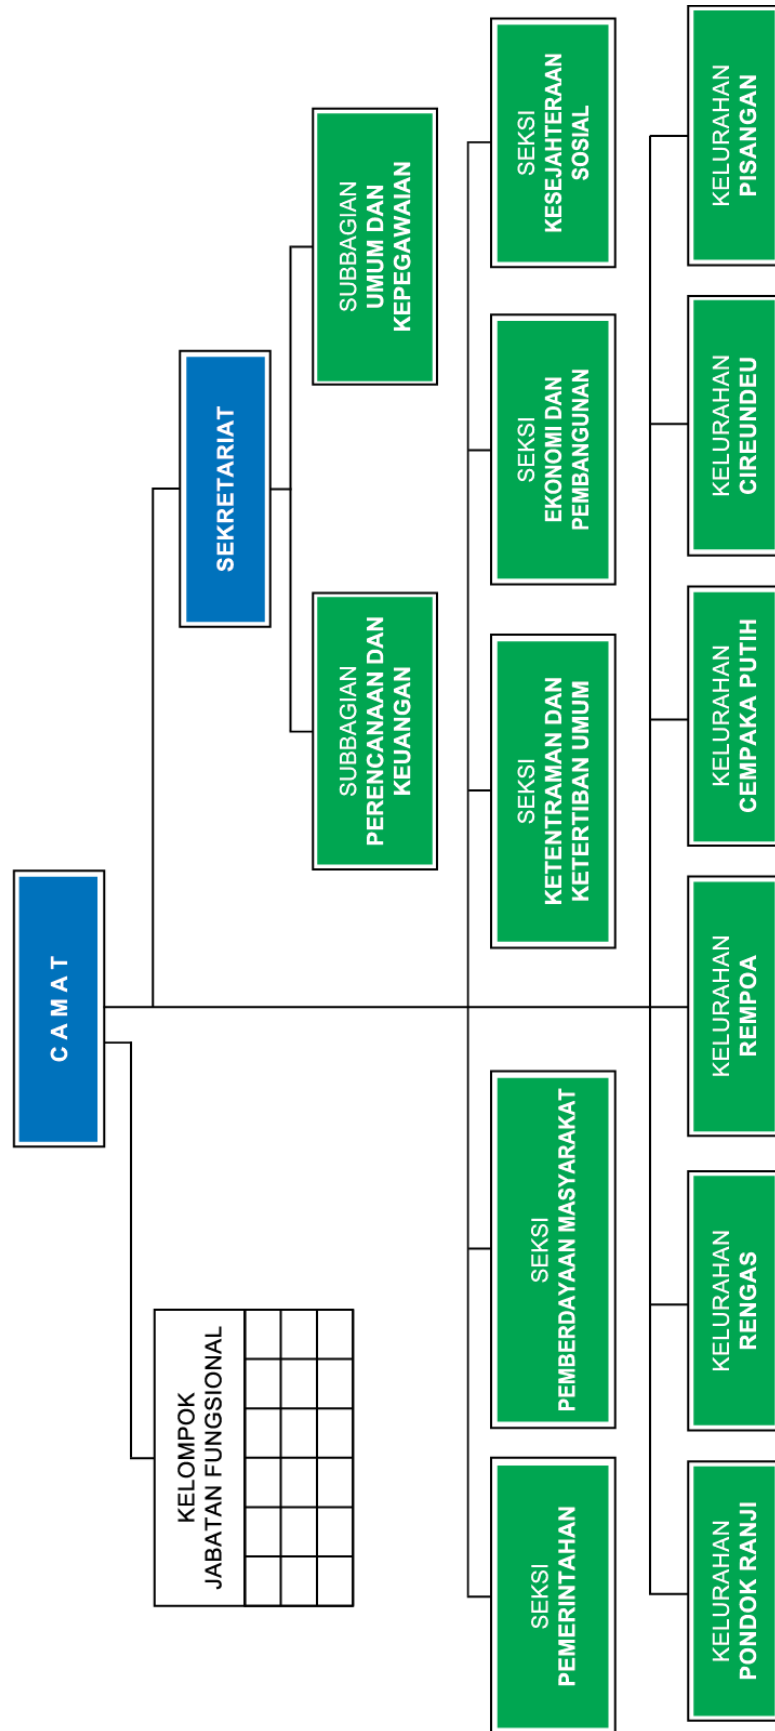 C A M A T
KELOMPOK
JABATAN FUNGSIONAL
SEKRETARIAT
SUBBAGIAN
PERENCANAAN DAN
KEUANGAN
SUBBAGIAN
UMUM DAN
KEPEGAWAIAN
SEKSI
PEMERINTAHAN
SEKSI
PEMBERDAYAAN MASYARAKAT
SEKSI
KETENTRAMAN DAN
KETERTIBAN UMUM
SEKSI
EKONOMI DAN
PEMBANGUNAN
SEKSI
KESEJAHTERAAN
SOSIAL
KELURAHAN
PONDOK RANJI
KELURAHAN
RENGAS
KELURAHAN
REMPOA
KELURAHAN
CEMPAKA PUTIH
KELURAHAN
CIREUNDEU
KELURAHAN
PISANGAN